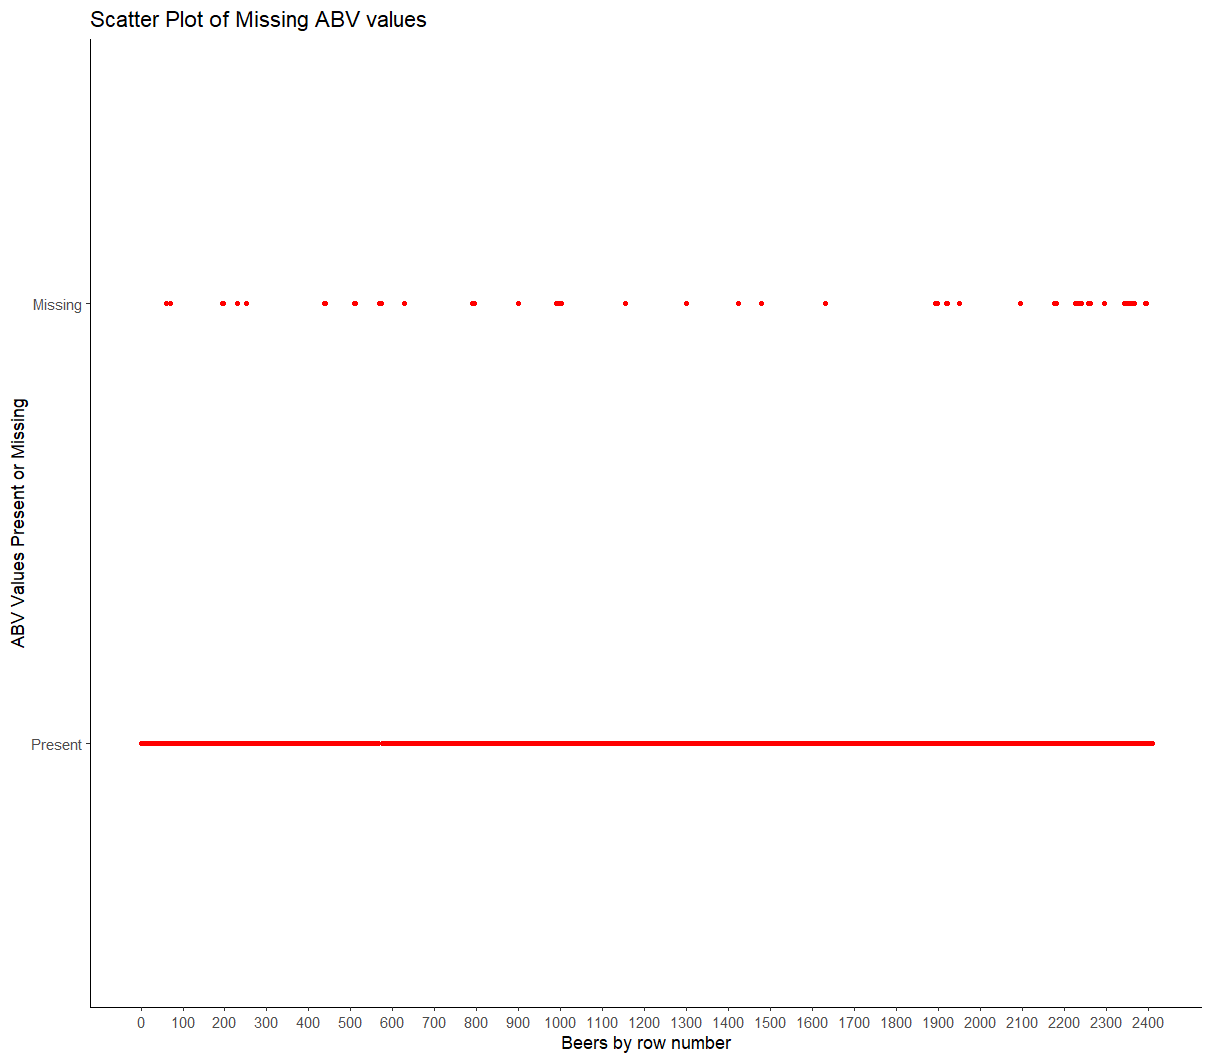 Scatter Plot of Missing ABV values
ABV Values Present or Missing
Missing
Present
0 100 200 300 400 500 600 700 800 900 1000 1100 1200 1300 1400 1500 1600 1700 1800 1900 2000 2100 2200 2300 2400
Beers by row number